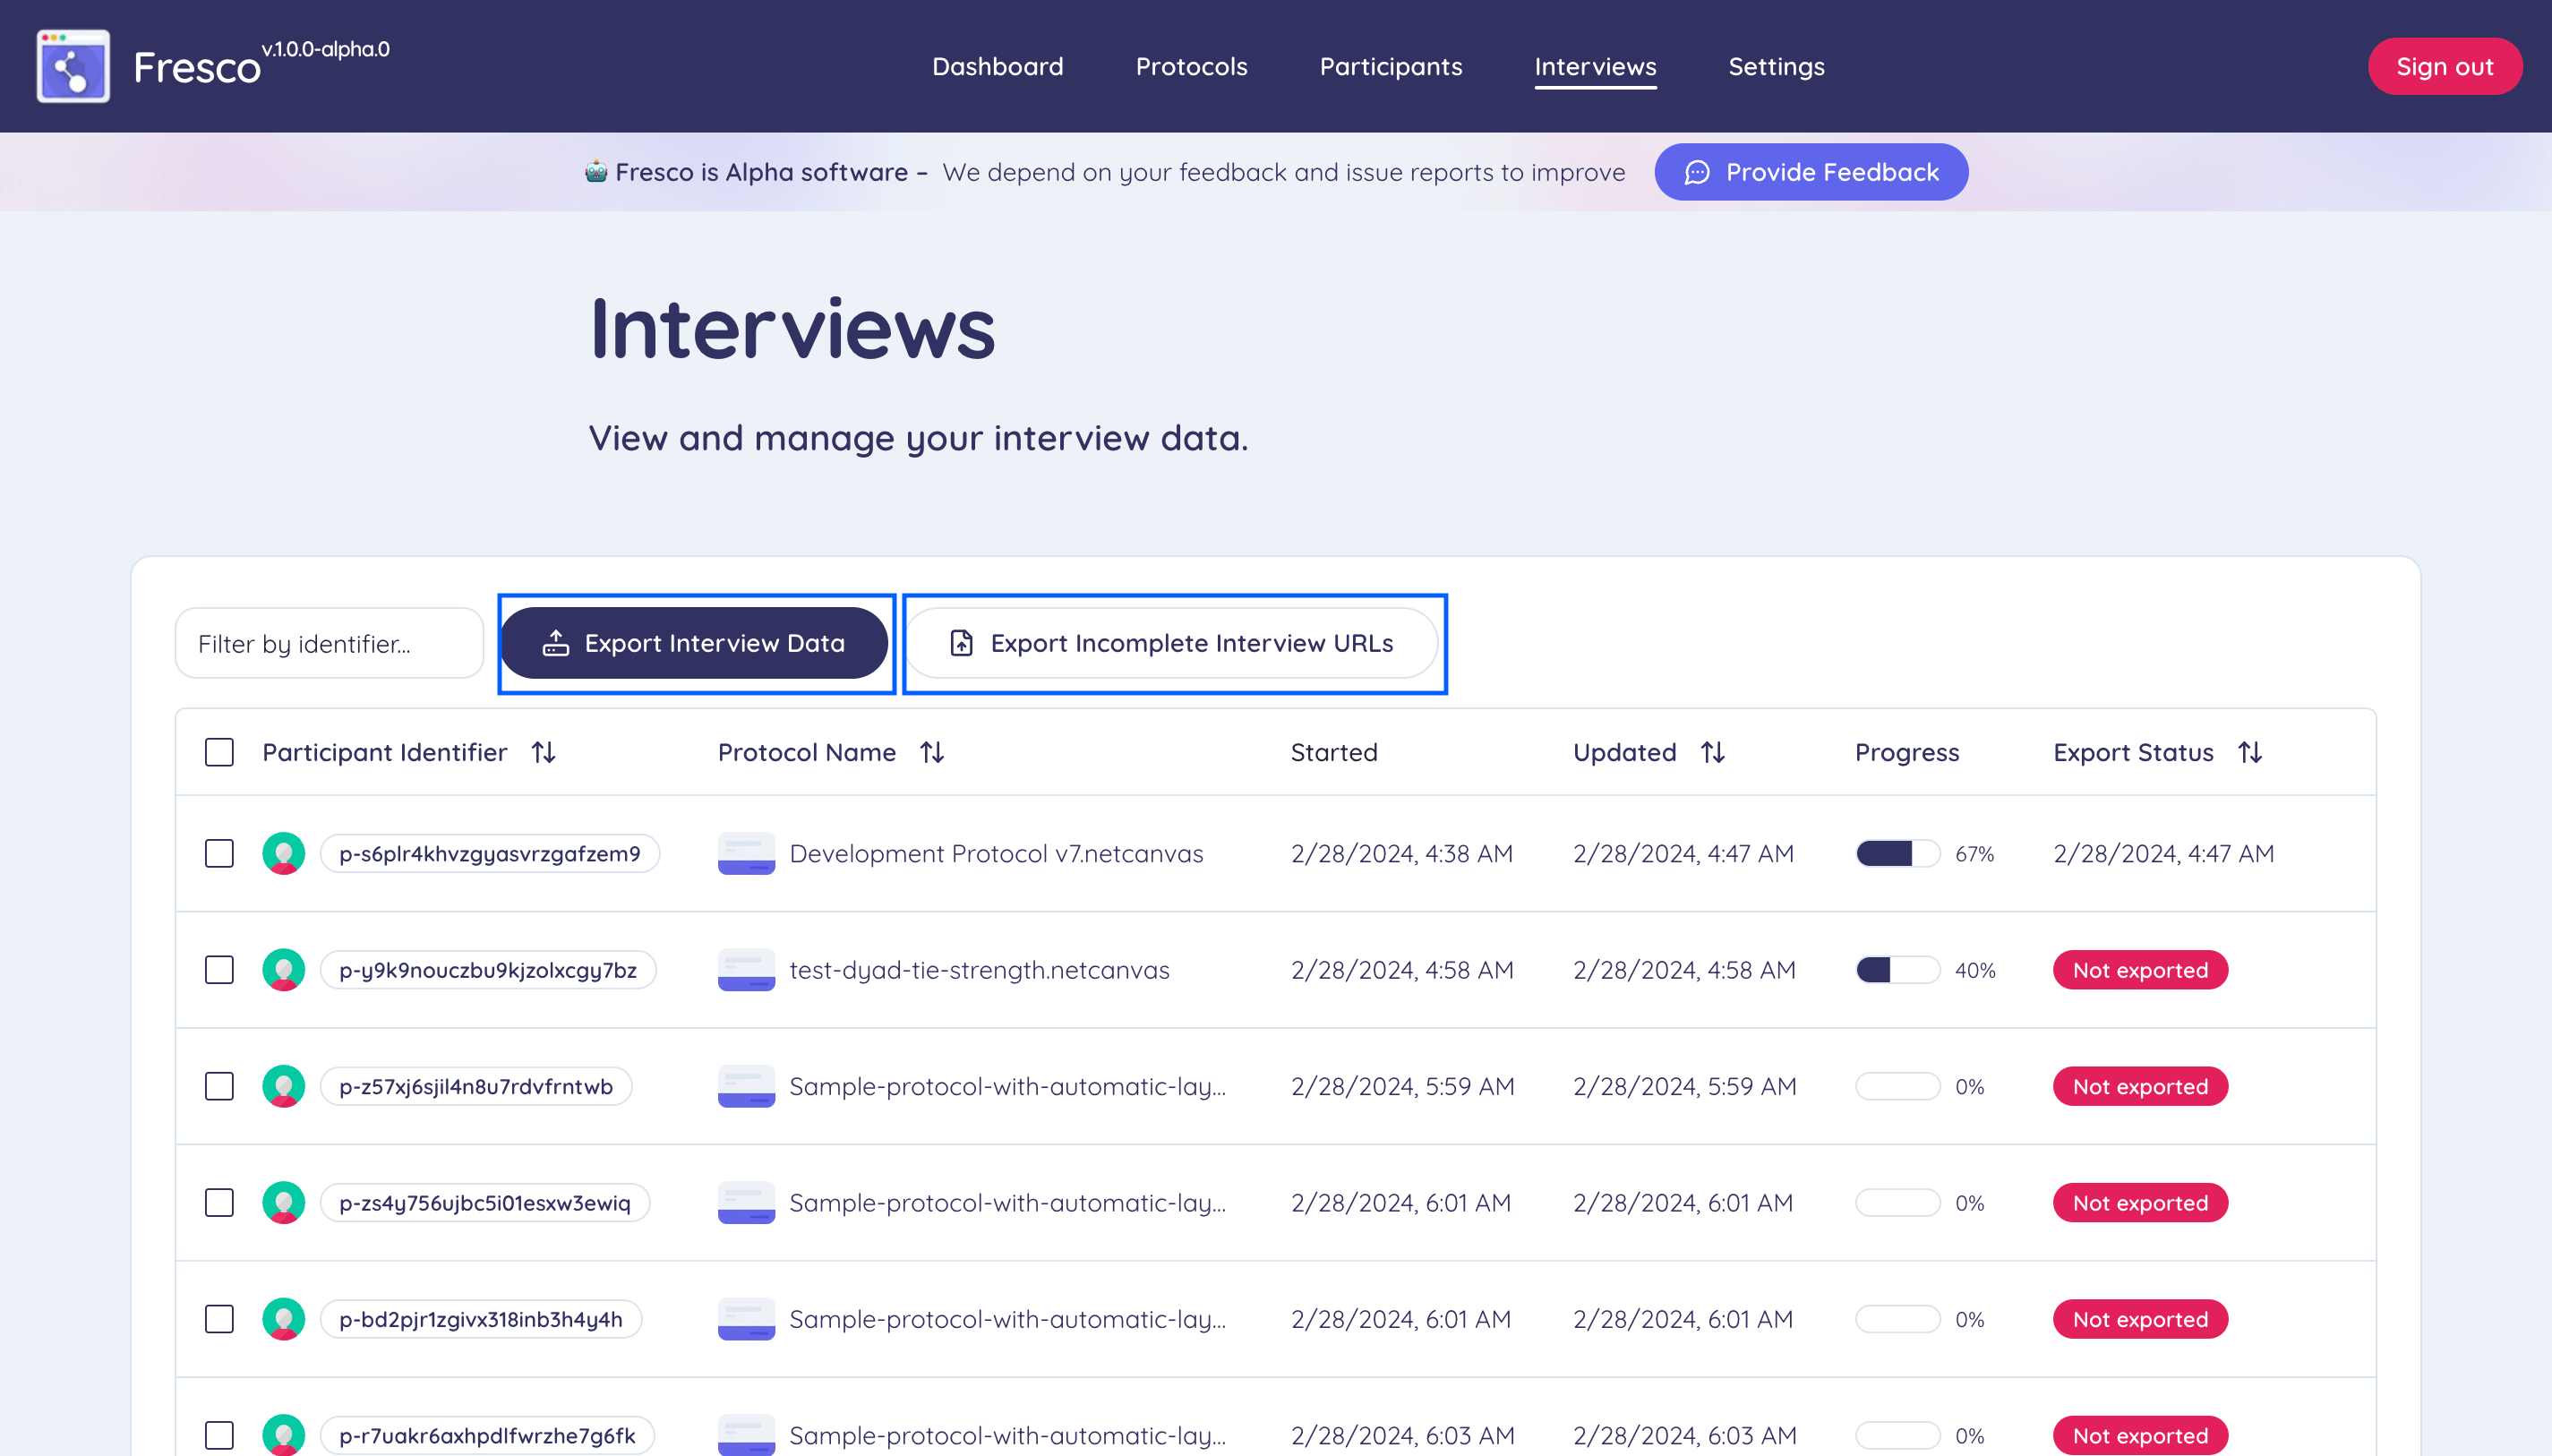 Fresco v.1.0.0-alpha.0
Dashboard Protocols Participants Interviews Settings
Sign out
🤖 Fresco is Alpha software – We depend on your feedback and issue reports to improve
Provide Feedback
Interviews
View and manage your interview data.
Filter by identifier... Export Interview Data Export Incomplete Interview URLs
Participant Identifier Protocol Name Started Updated Progress Export Status
p-s6plr4khvzgyasvrzgafzem9 Development Protocol v7.netcanvas 2/28/2024, 4:38 AM 2/28/2024, 4:47 AM 67% 2/28/2024, 4:47 AM
p-y9k9nouczbu9kjzolxcgy7bz test-dyad-tie-strength.netcanvas 2/28/2024, 4:58 AM 2/28/2024, 4:58 AM 40% Not exported
p-z57xj6sjil4n8u7rdvfrntwb Sample-protocol-with-automatic-lay... 2/28/2024, 5:59 AM 2/28/2024, 5:59 AM 0% Not exported
p-zs4y756ujbc5i01esxw3ewiq Sample-protocol-with-automatic-lay... 2/28/2024, 6:01 AM 2/28/2024, 6:01 AM 0% Not exported
p-bd2pjr1zgivx318inb3h4y4h Sample-protocol-with-automatic-lay... 2/28/2024, 6:01 AM 2/28/2024, 6:01 AM 0% Not exported
p-r7uakr6axhpdlfwrzhe7g6fk Sample-protocol-with-automatic-lay... 2/28/2024, 6:03 AM 2/28/2024, 6:03 AM 0% Not exported